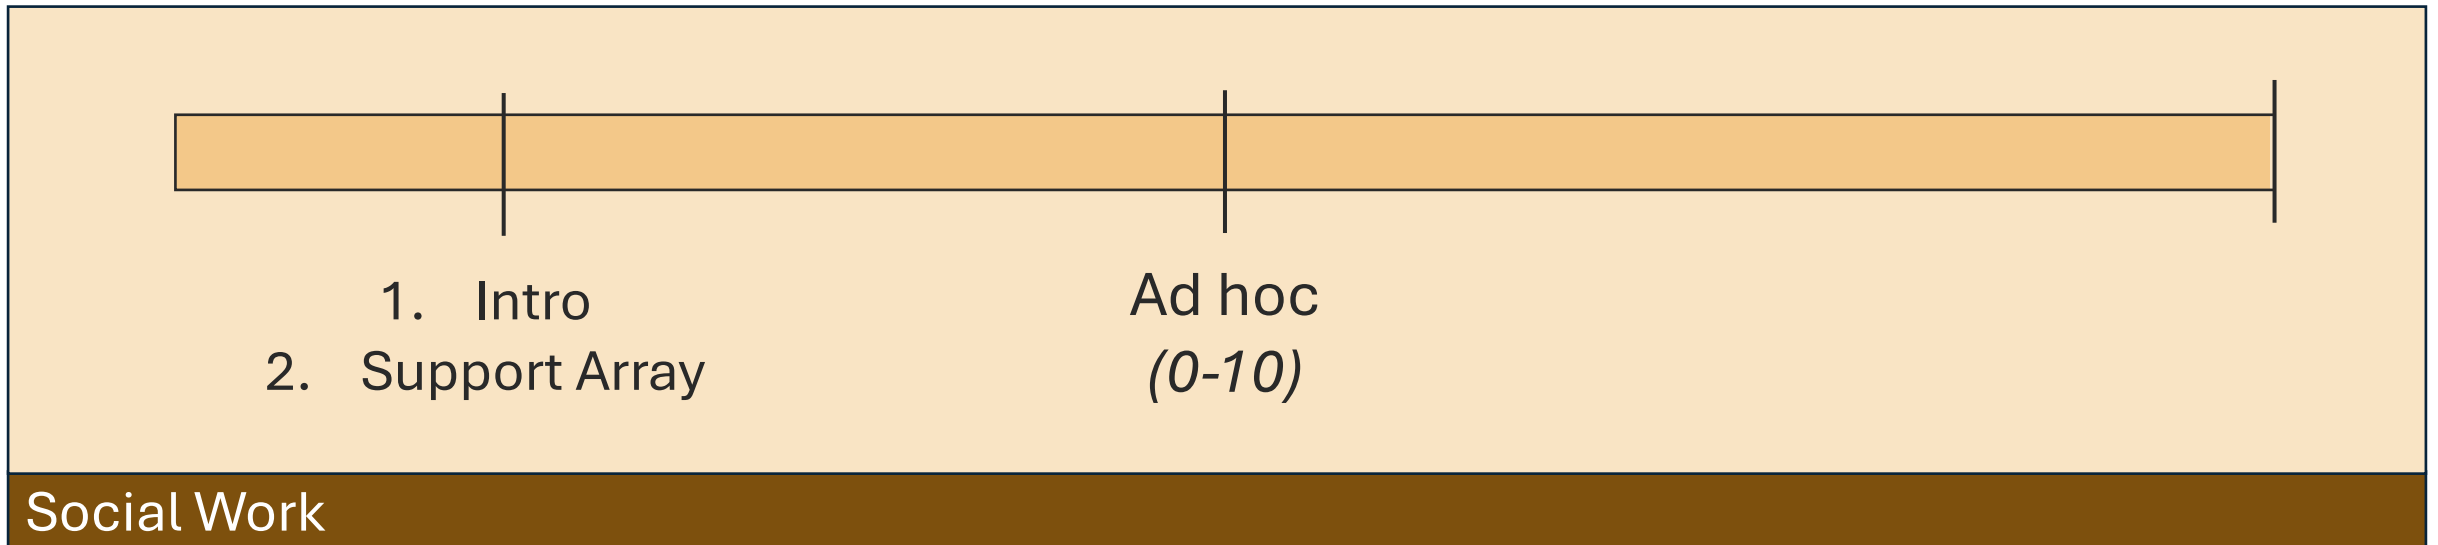 1. Intro
2. Support Array
Ad hoc
(0-10)
Social Work